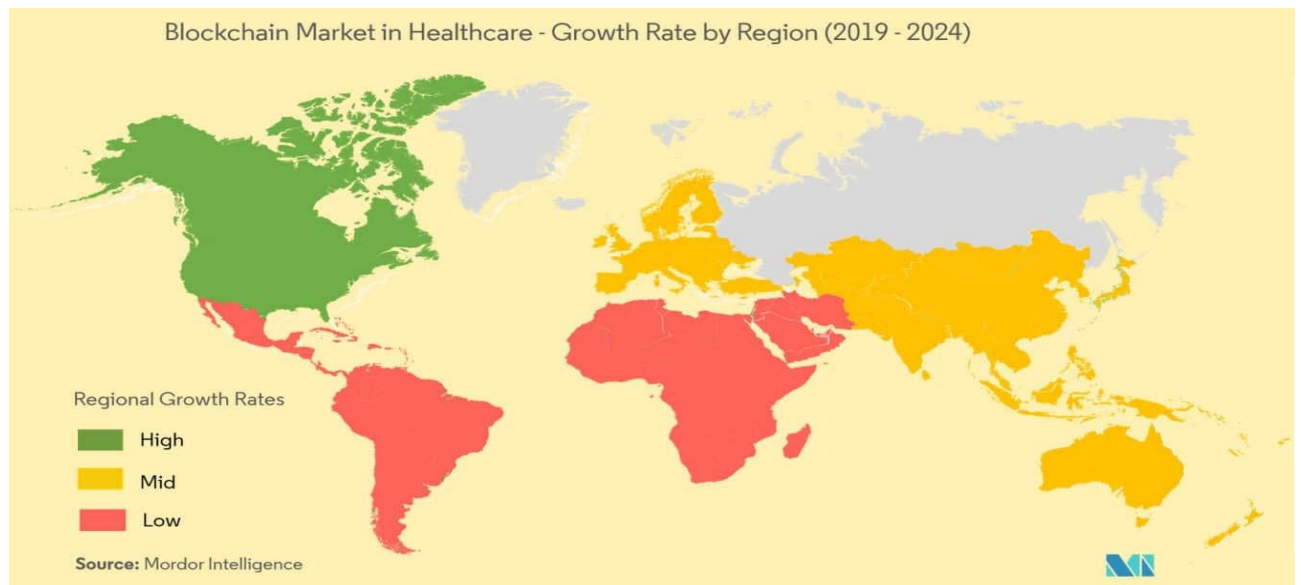 Blockchain Market in Healthcare - Growth Rate by Region (2019 - 2024)
Regional Growth Rates
High
Mid
Low
Source: Mordor Intelligence